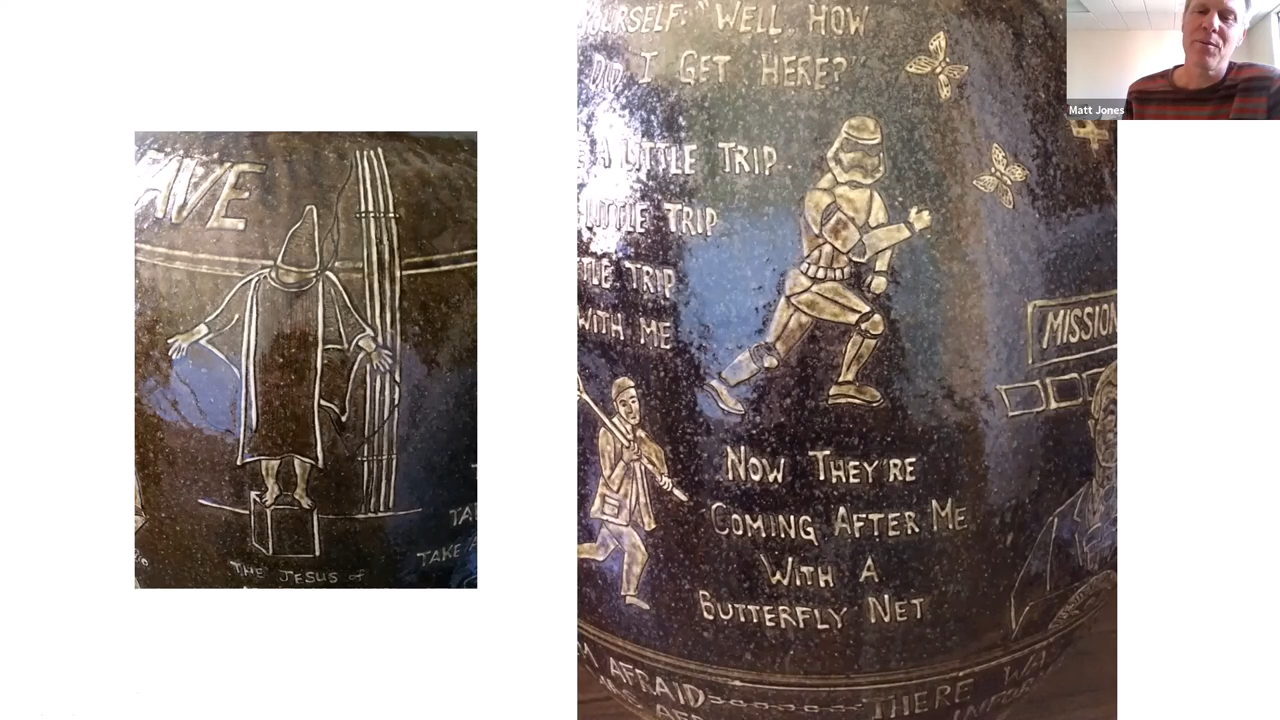 AVE
THE JESUS of
TAKE
YOURSELF: "WELL, HOW
DID I GET HERE?"
A LITTLE TRIP
LITTLE TRIP
TLE TRIP
WITH ME
MISSION
NOW THEY'RE
COMING AFTER ME
WITH A
BUTTERFLY NET
AFRAID
THERE WA
Matt Jones